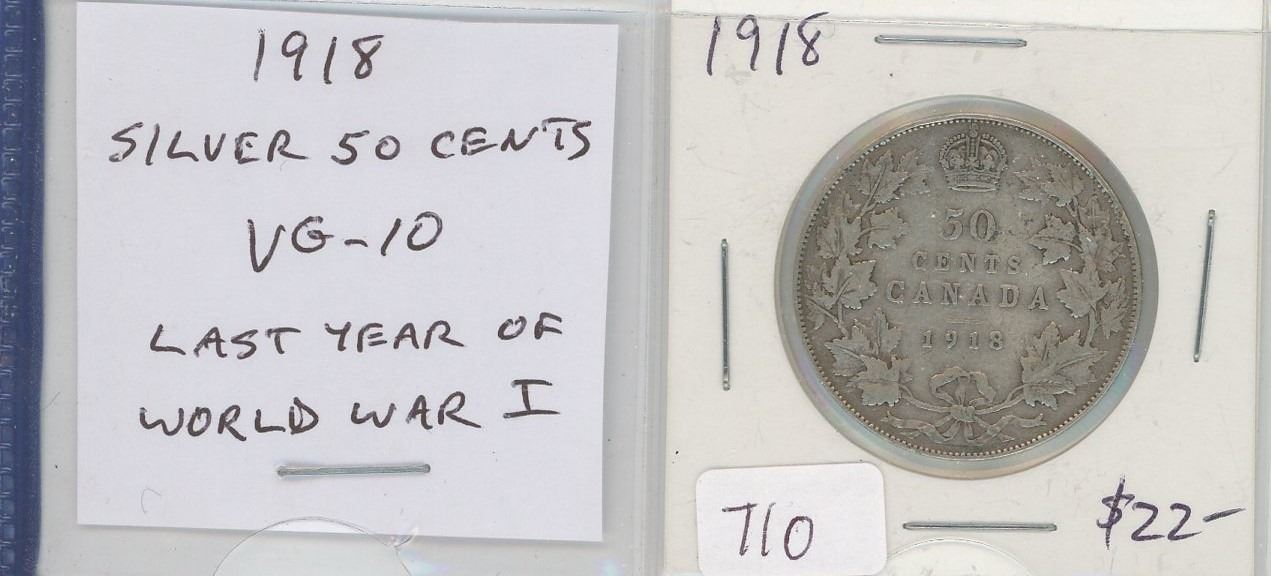 1918
SILVER 50 CENTS
VG-10
LAST YEAR OF
WORLD WAR I
1918
50
CENTS
CANADA
1918
710
$22-